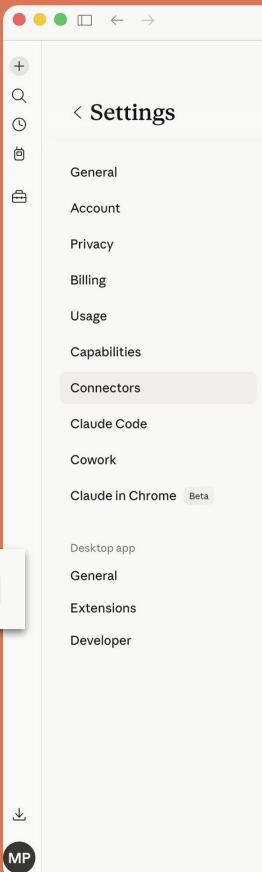 Settings
General
Account
Privacy
Billing
Usage
Capabilities
Connectors
Claude Code
Cowork
Claude in Chrome Beta
Desktop app
General
Extensions
Developer
MP